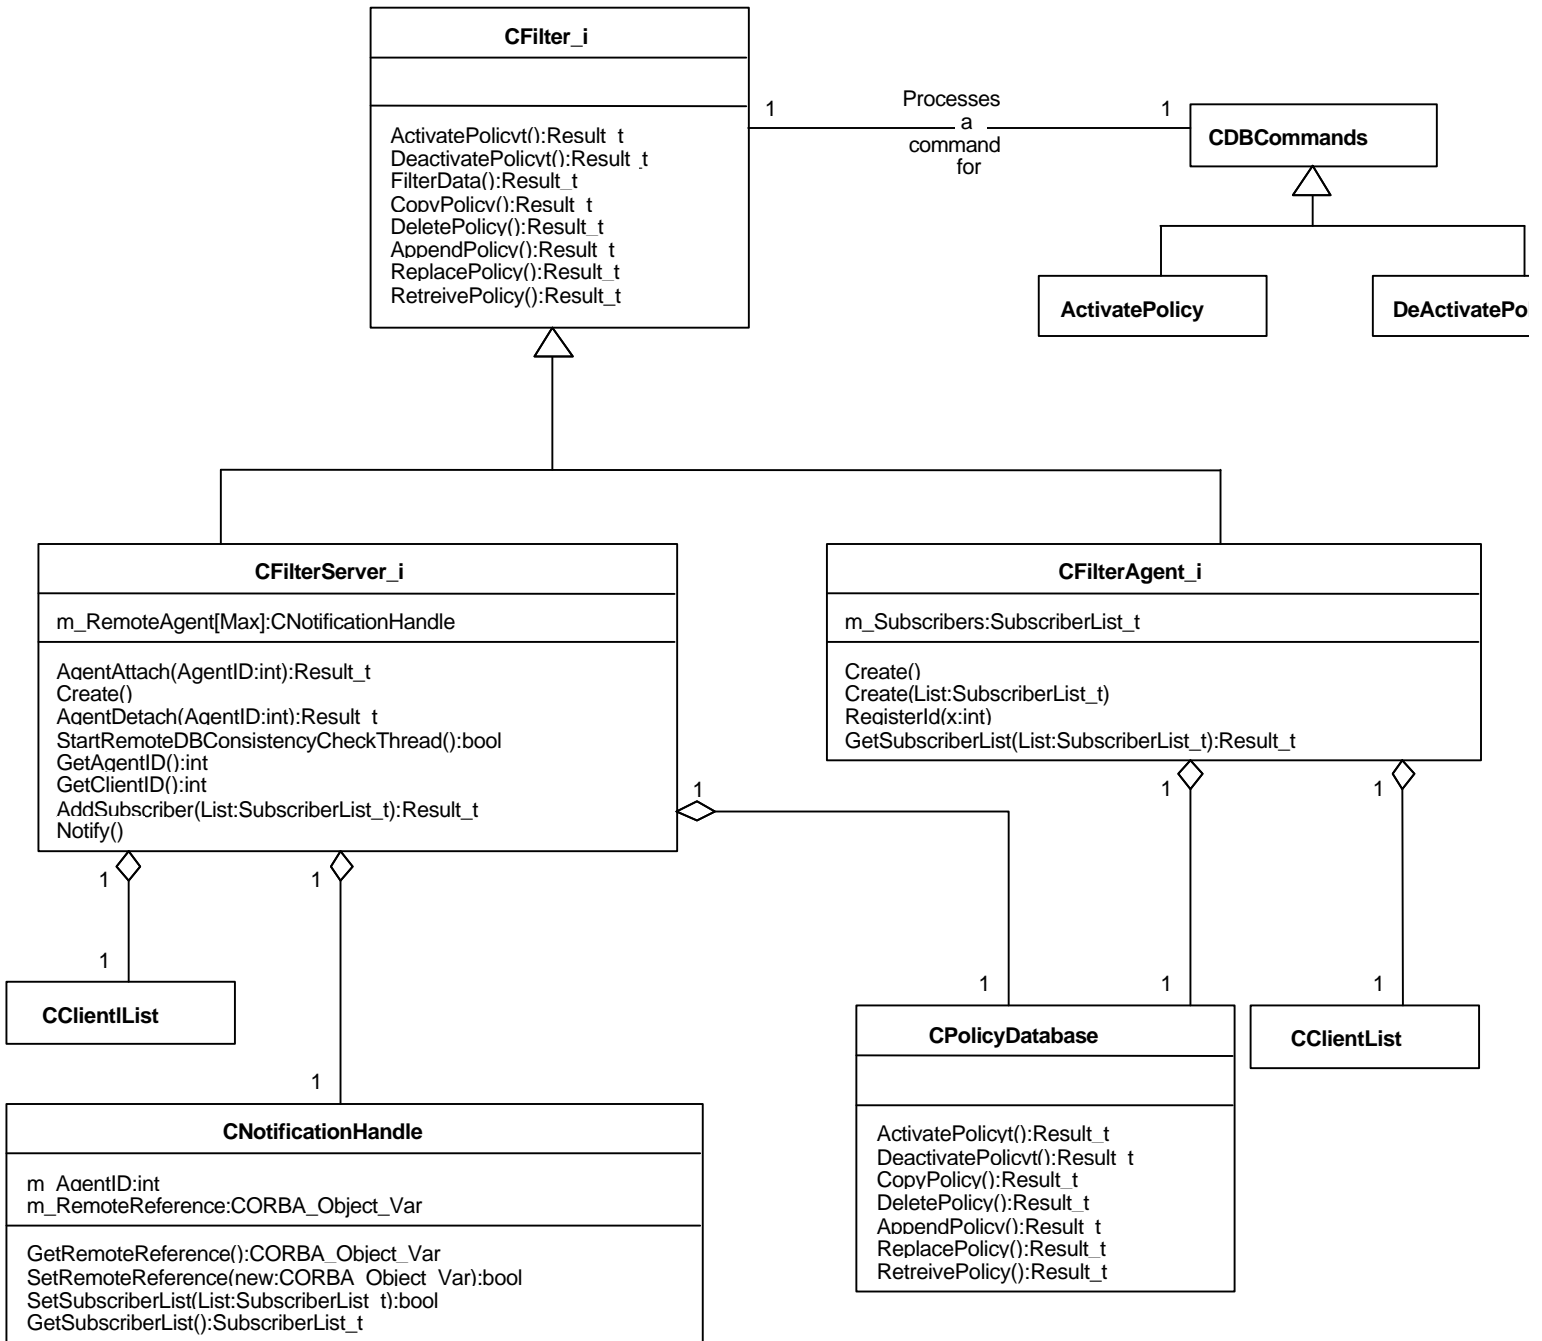 CFilter_i
ActivatePolicyt():Result_t
DeactivatePolicyt():Result_t
FilterData():Result_t
CopyPolicy():Result_t
DeletePolicy():Result_t
AppendPolicy():Result_t
ReplacePolicy():Result_t
RetreivePolicy():Result_t
1
Processes
a
command
for
1
CDBCommands
ActivatePolicy
DeActivatePol
CFilterServer_i
m_RemoteAgent[Max]:CNotificationHandle
AgentAttach(AgentID:int):Result_t
Create()
AgentDetach(AgentID:int):Result_t
StartRemoteDBConsistencyCheckThread():bool
GetAgentID():int
GetClientID():int
AddSubscriber(List:SubscriberList_t):Result_t
Notify()
CFilterAgent_i
m_Subscribers:SubscriberList_t
Create()
Create(List:SubscriberList_t)
RegisterId(x:int)
GetSubscriberList(List:SubscriberList_t):Result_t
1
1
1
1
1
1
1
1
1
1
CClientlList
CPolicyDatabase
ActivatePolicyt():Result_t
DeactivatePolicyt():Result_t
CopyPolicy():Result_t
DeletePolicy():Result_t
AppendPolicy():Result_t
ReplacePolicy():Result_t
RetreivePolicy():Result_t
CClientList
CNotificationHandle
m_AgentID:int
m_RemoteReference:CORBA_Object_Var
GetRemoteReference():CORBA_Object_Var
SetRemoteReference(new:CORBA_Object_Var):bool
SetSubscriberList(List:SubscriberList_t):bool
GetSubscriberList():SubscriberList_t